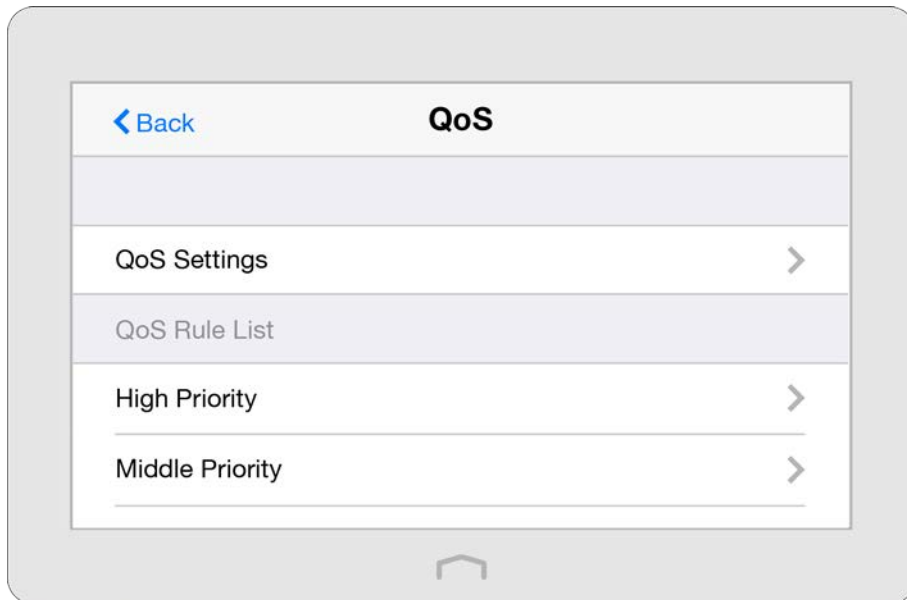 Back
QoS
QoS Settings
QoS Rule List
High Priority
Middle Priority